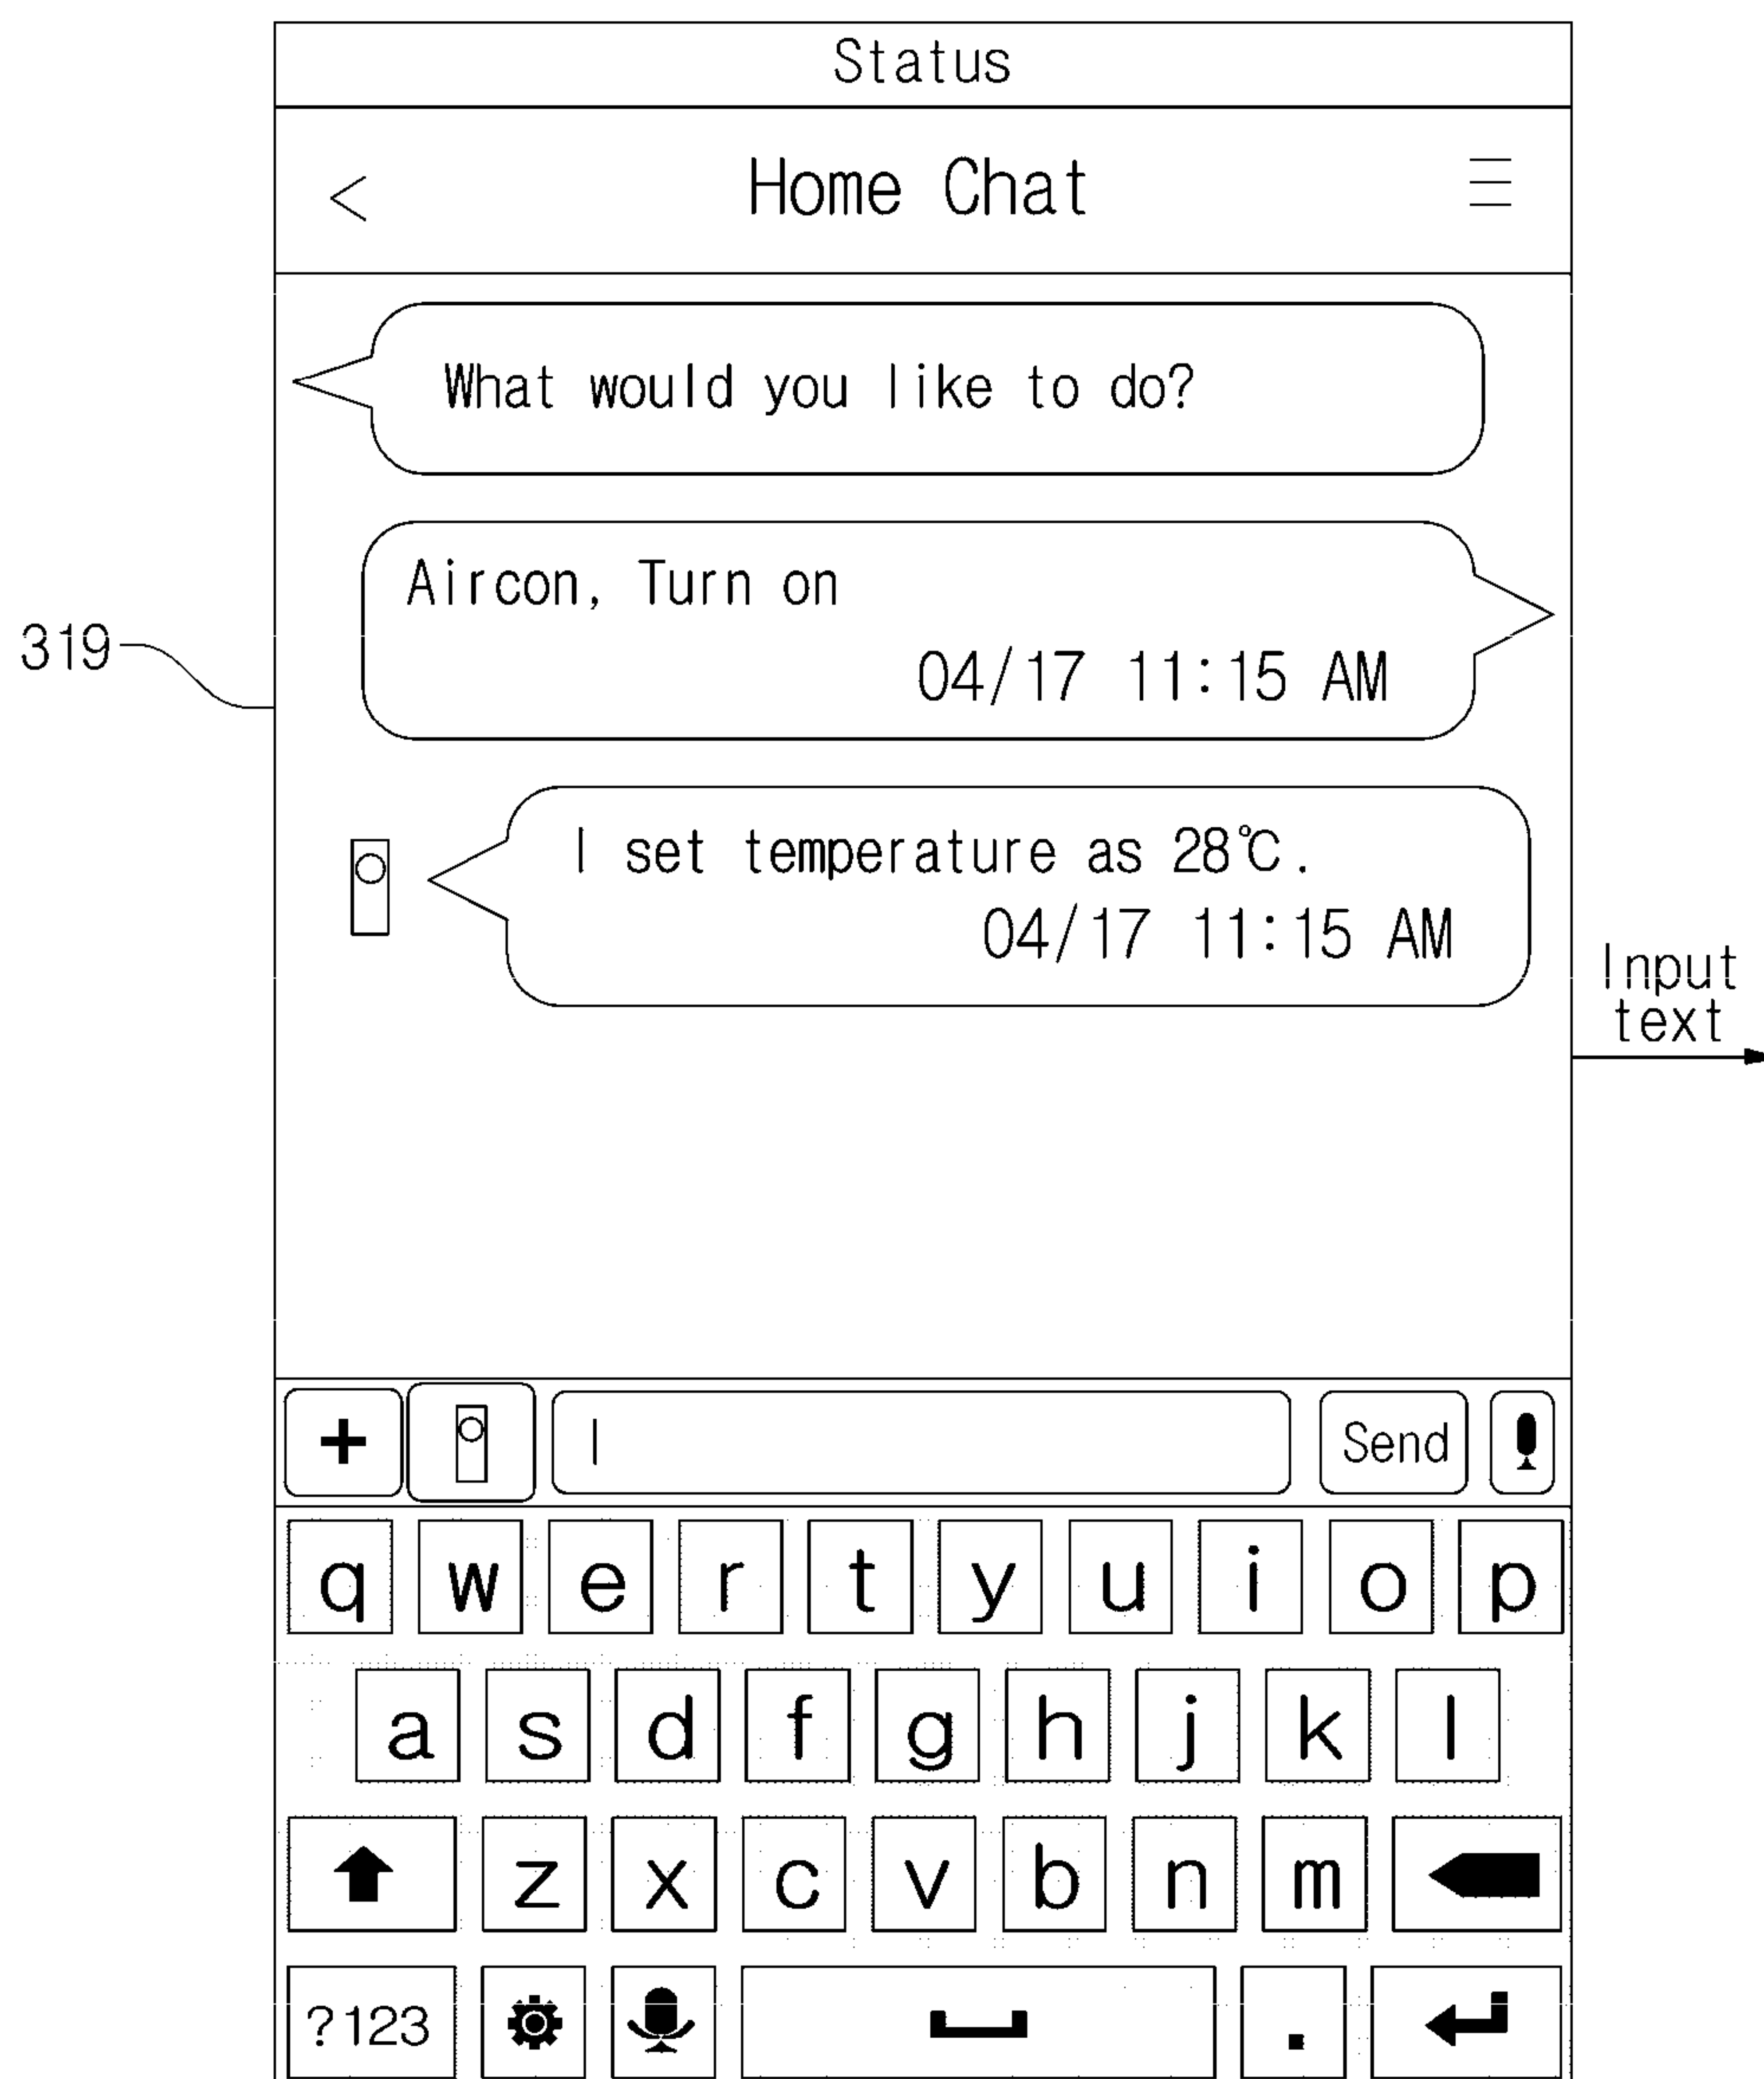 Status
< Home Chat
What would you like to do?
Aircon, Turn on
04/17 11:15 AM
319
I set temperature as 28℃.
04/17 11:15 AM
Input
text
+ Send
q w e r t y u i o p
a s d f g h j k l
z x c v b n m
?123 .